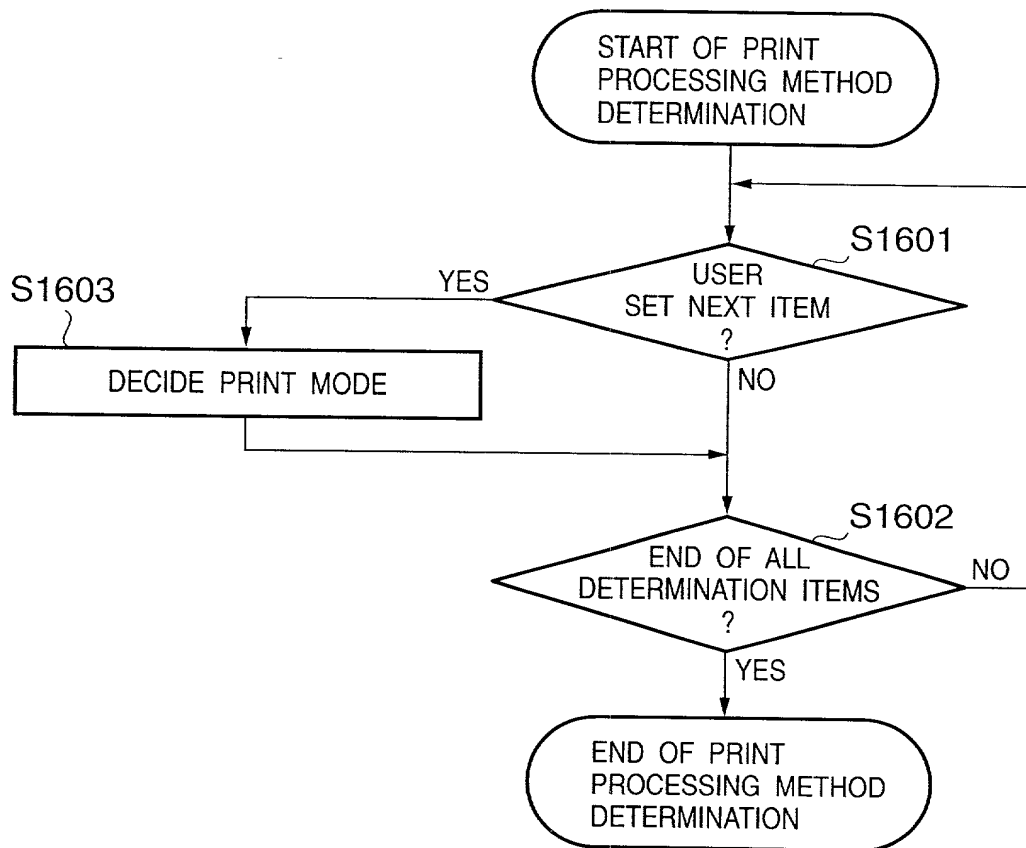 START OF PRINT
PROCESSING METHOD
DETERMINATION
S1601
USER
SET NEXT ITEM
?
YES
NO
S1603
DECIDE PRINT MODE
S1602
END OF ALL
DETERMINATION ITEMS
?
NO
YES
END OF PRINT
PROCESSING METHOD
DETERMINATION